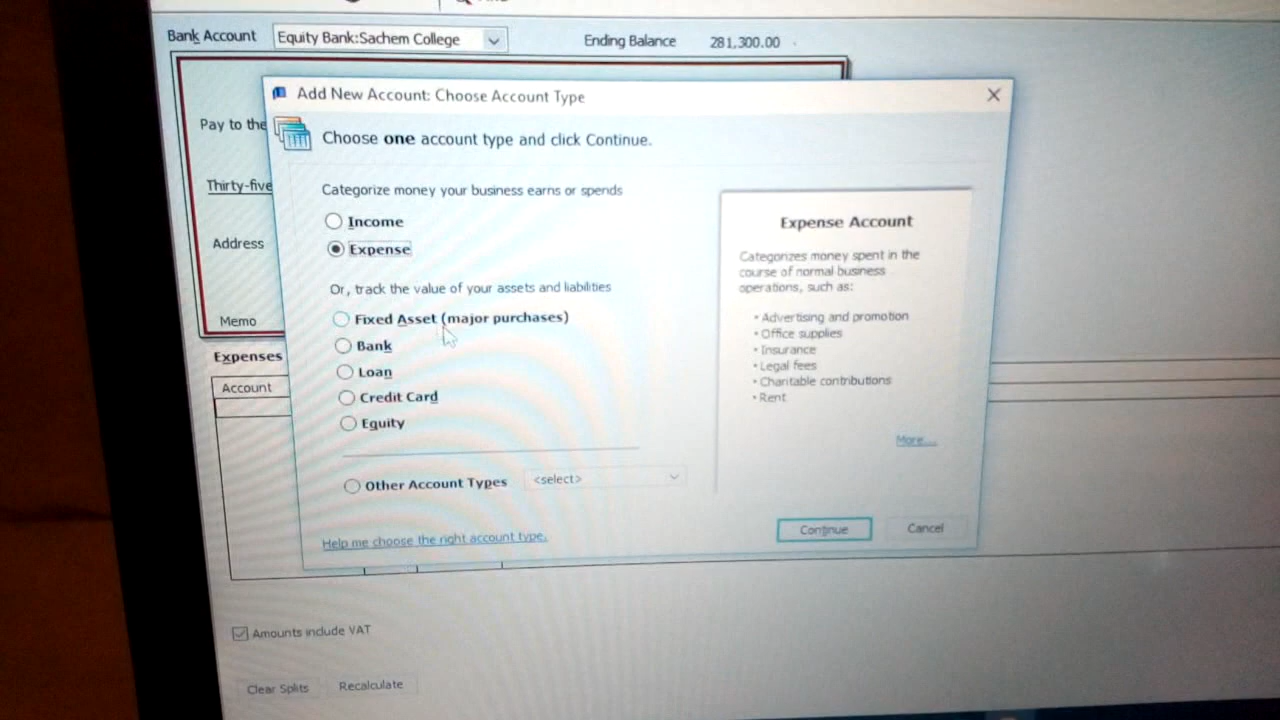 Bank Account Equity Bank:Sachem College Ending Balance 281,300.00
Add New Account: Choose Account Type
Pay to the
Choose one account type and click Continue.
Thirty-five
Categorize money your business earns or spends
Income
Expense
Address
Or, track the value of your assets and liabilities
Fixed Asset (major purchases)
Bank
Loan
Credit Card
Equity
Other Account Types <select>
Help me choose the right account type.
Expense Account
Categorizes money spent in the
course of normal business
operations, such as:
• Advertising and promotion
• Office supplies
• Insurance
• Legal fees
• Charitable contributions
• Rent
More...
Continue Cancel
Memo
Expenses
Account
Amounts include VAT
Clear Splits Recalculate